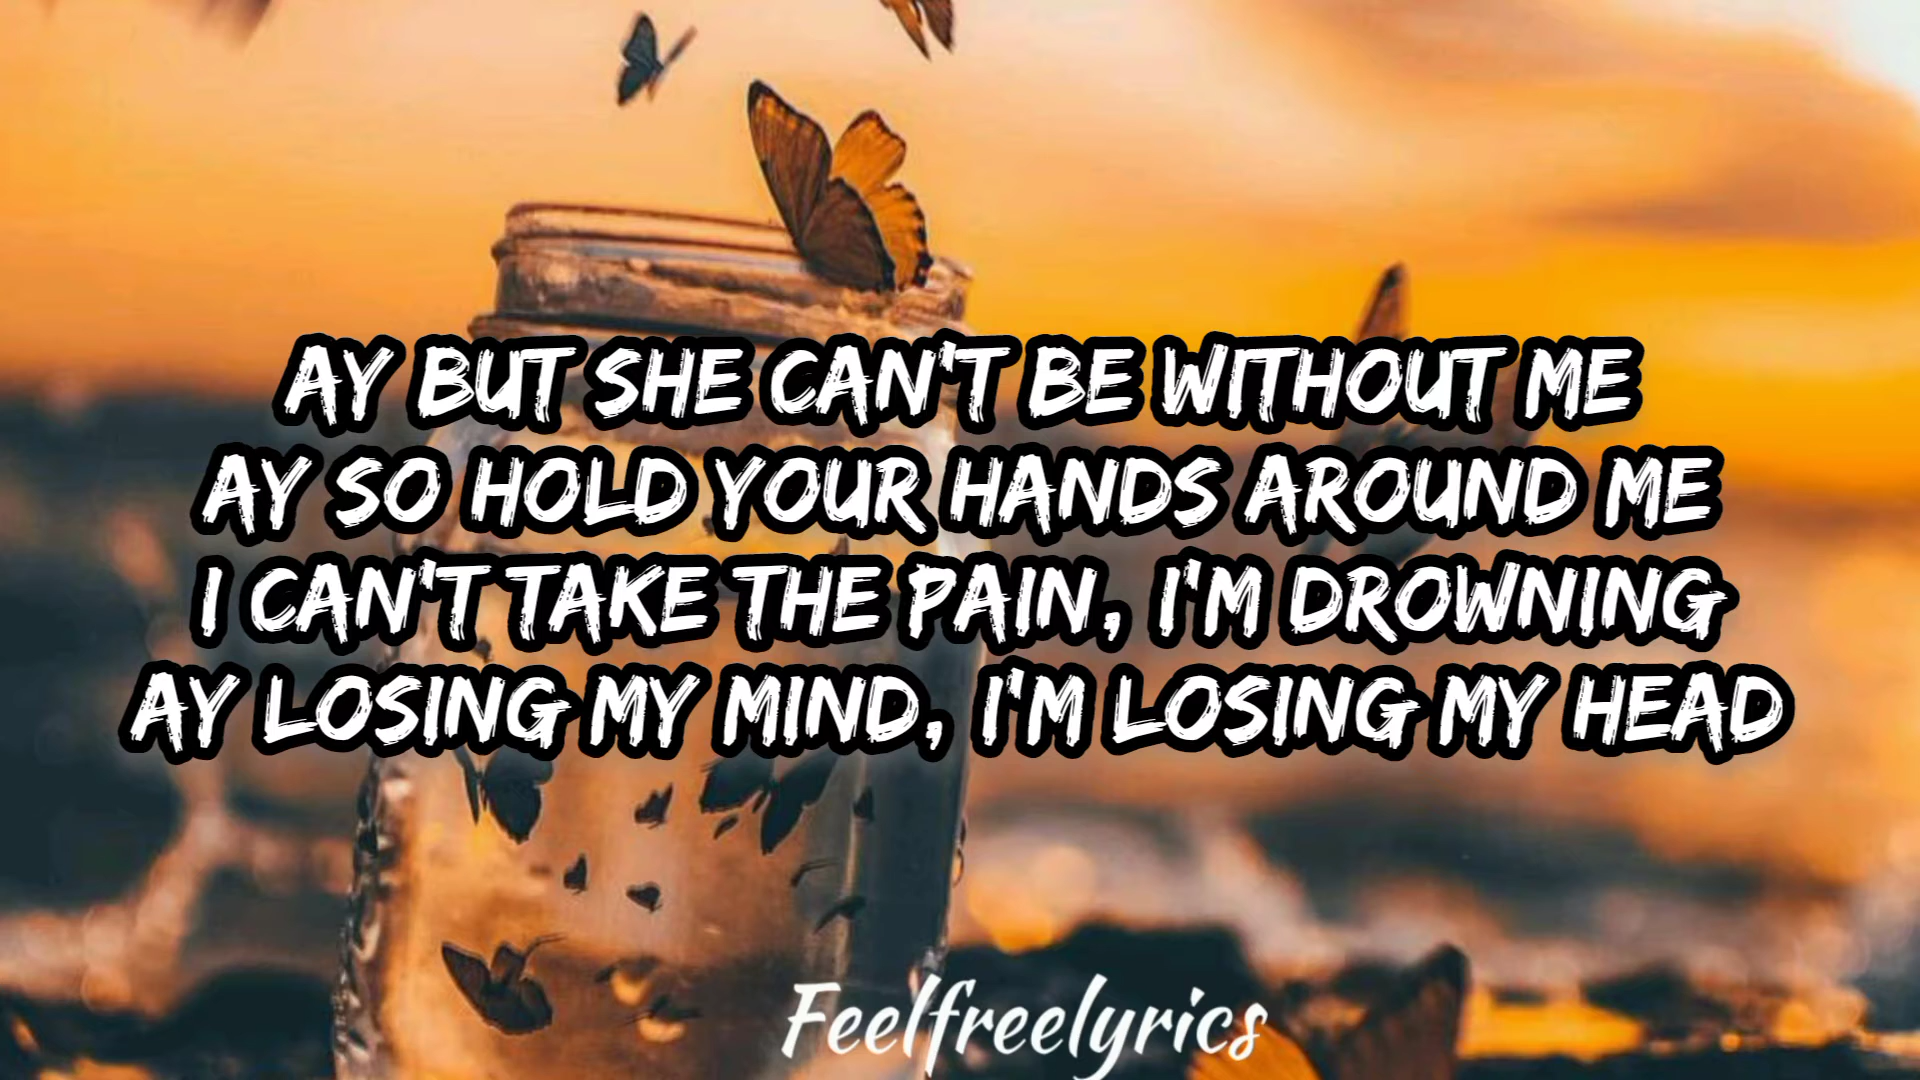 AY BUT SHE CAN'T BE WITHOUT ME
AY SO HOLD YOUR HANDS AROUND ME
I CAN'T TAKE THE PAIN, I'M DROWNING
AY LOSING MY MIND, I'M LOSING MY HEAD
Feelfreelyrics